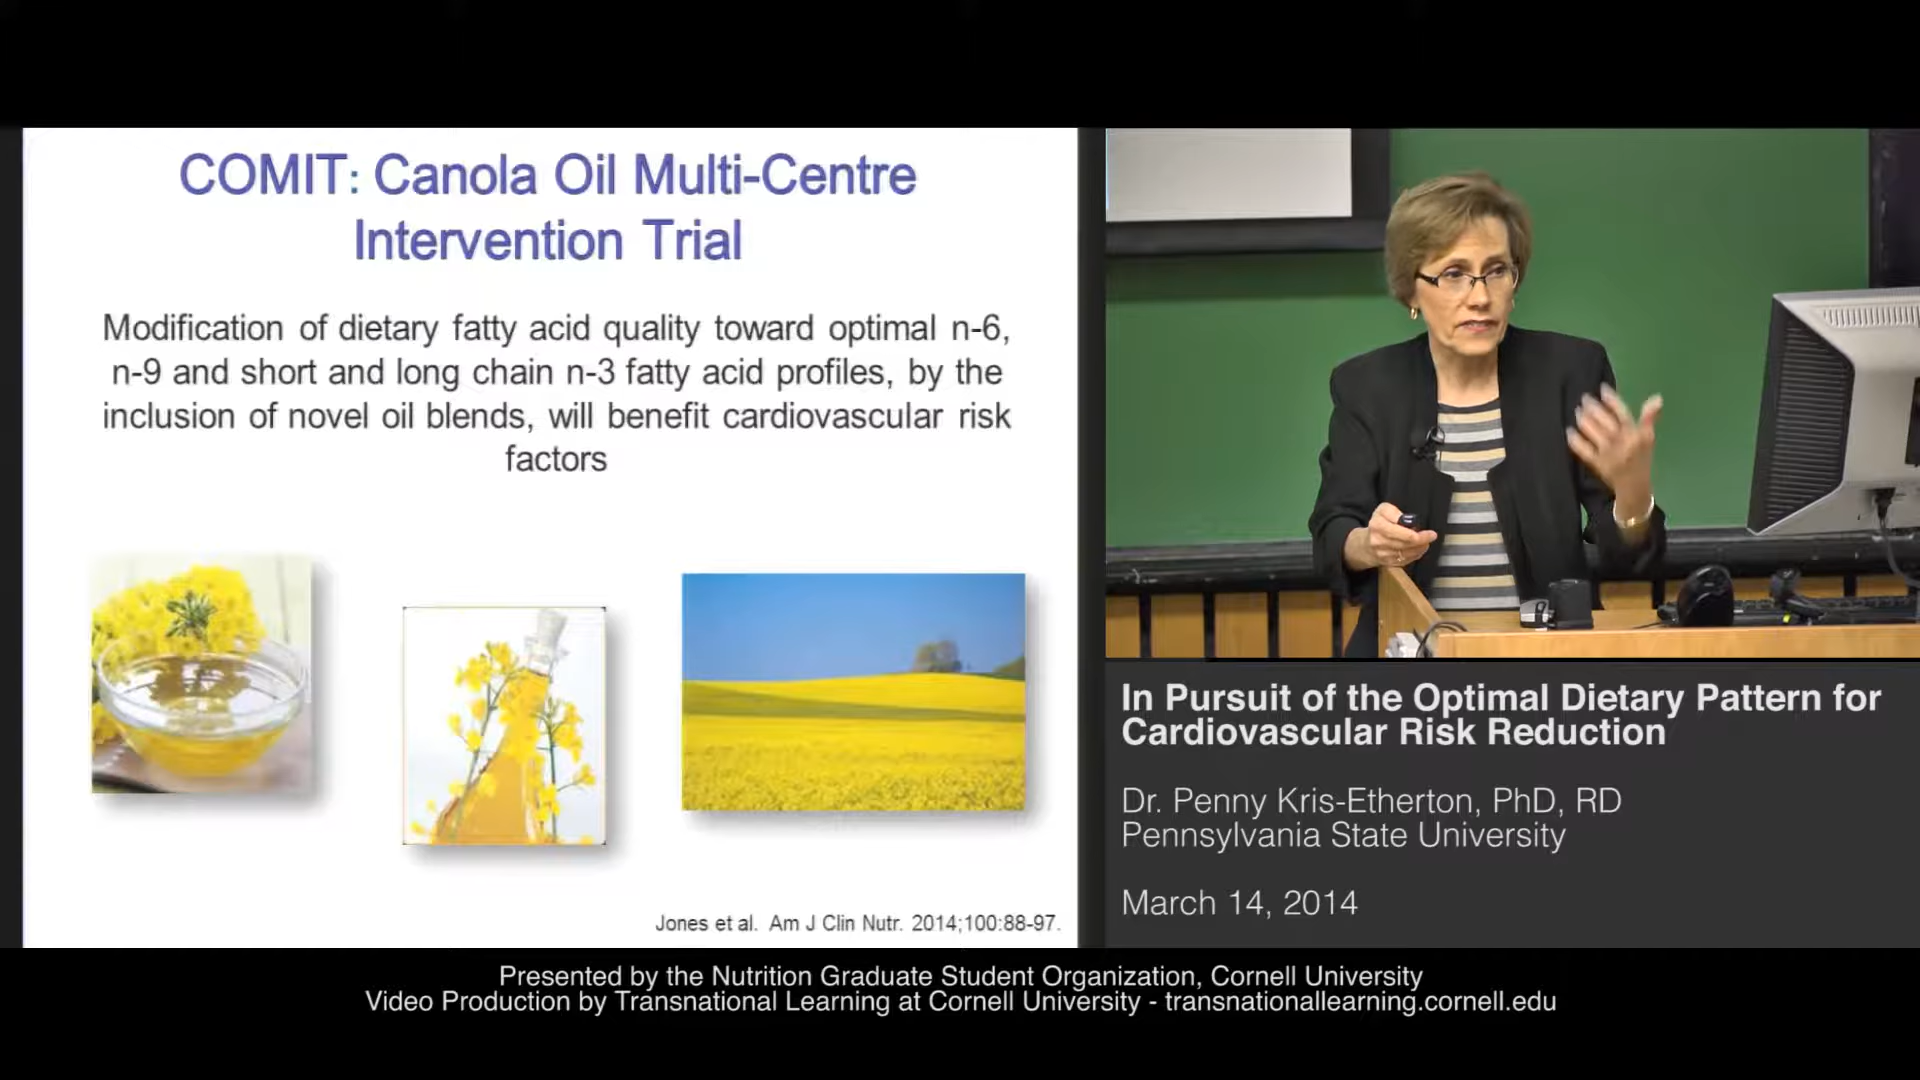 COMIT: Canola Oil Multi-Centre
Intervention Trial
Modification of dietary fatty acid quality toward optimal n-6,
n-9 and short and long chain n-3 fatty acid profiles, by the
inclusion of novel oil blends, will benefit cardiovascular risk
factors
Jones et al. Am J Clin Nutr. 2014;100:88-97.
In Pursuit of the Optimal Dietary Pattern for
Cardiovascular Risk Reduction
Dr. Penny Kris-Etherton, PhD, RD
Pennsylvania State University
March 14, 2014
Presented by the Nutrition Graduate Student Organization, Cornell University
Video Production by Transnational Learning at Cornell University - transnationallearning.cornell.edu